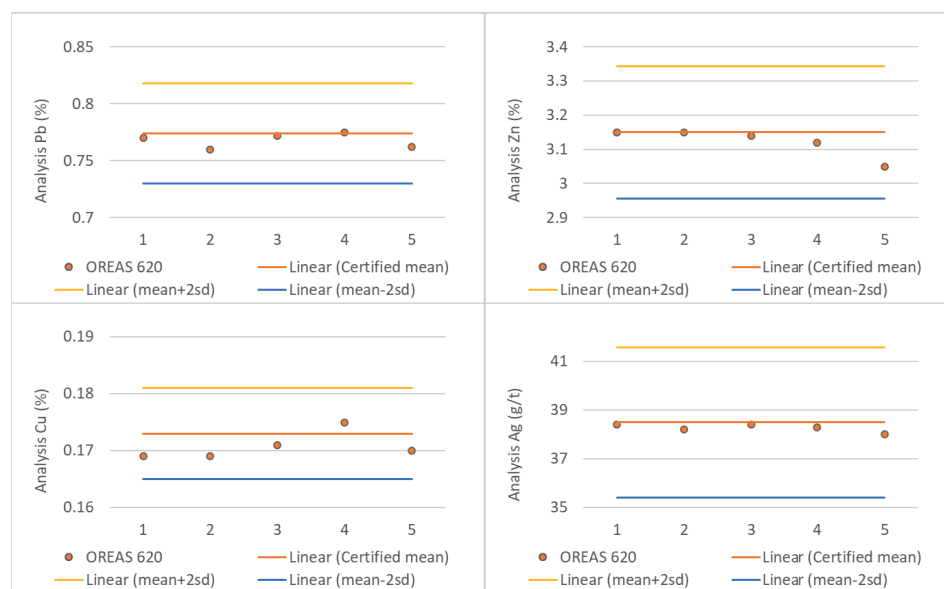 Analysis Pb (%)
0.85
0.8
0.75
0.7
1 2 3 4 5
OREAS 620 Linear (Certified mean)
Linear (mean+2sd) Linear (mean-2sd)
Analysis Zn (%)
3.4
3.3
3.2
3.1
3
2.9
1 2 3 4 5
OREAS 620 Linear (Certified mean)
Linear (mean+2sd) Linear (mean-2sd)
Analysis Cu (%)
0.19
0.18
0.17
0.16
1 2 3 4 5
OREAS 620 Linear (Certified mean)
Linear (mean+2sd) Linear (mean-2sd)
Analysis Ag (g/t)
41
39
37
35
1 2 3 4 5
OREAS 620 Linear (Certified mean)
Linear (mean+2sd) Linear (mean-2sd)